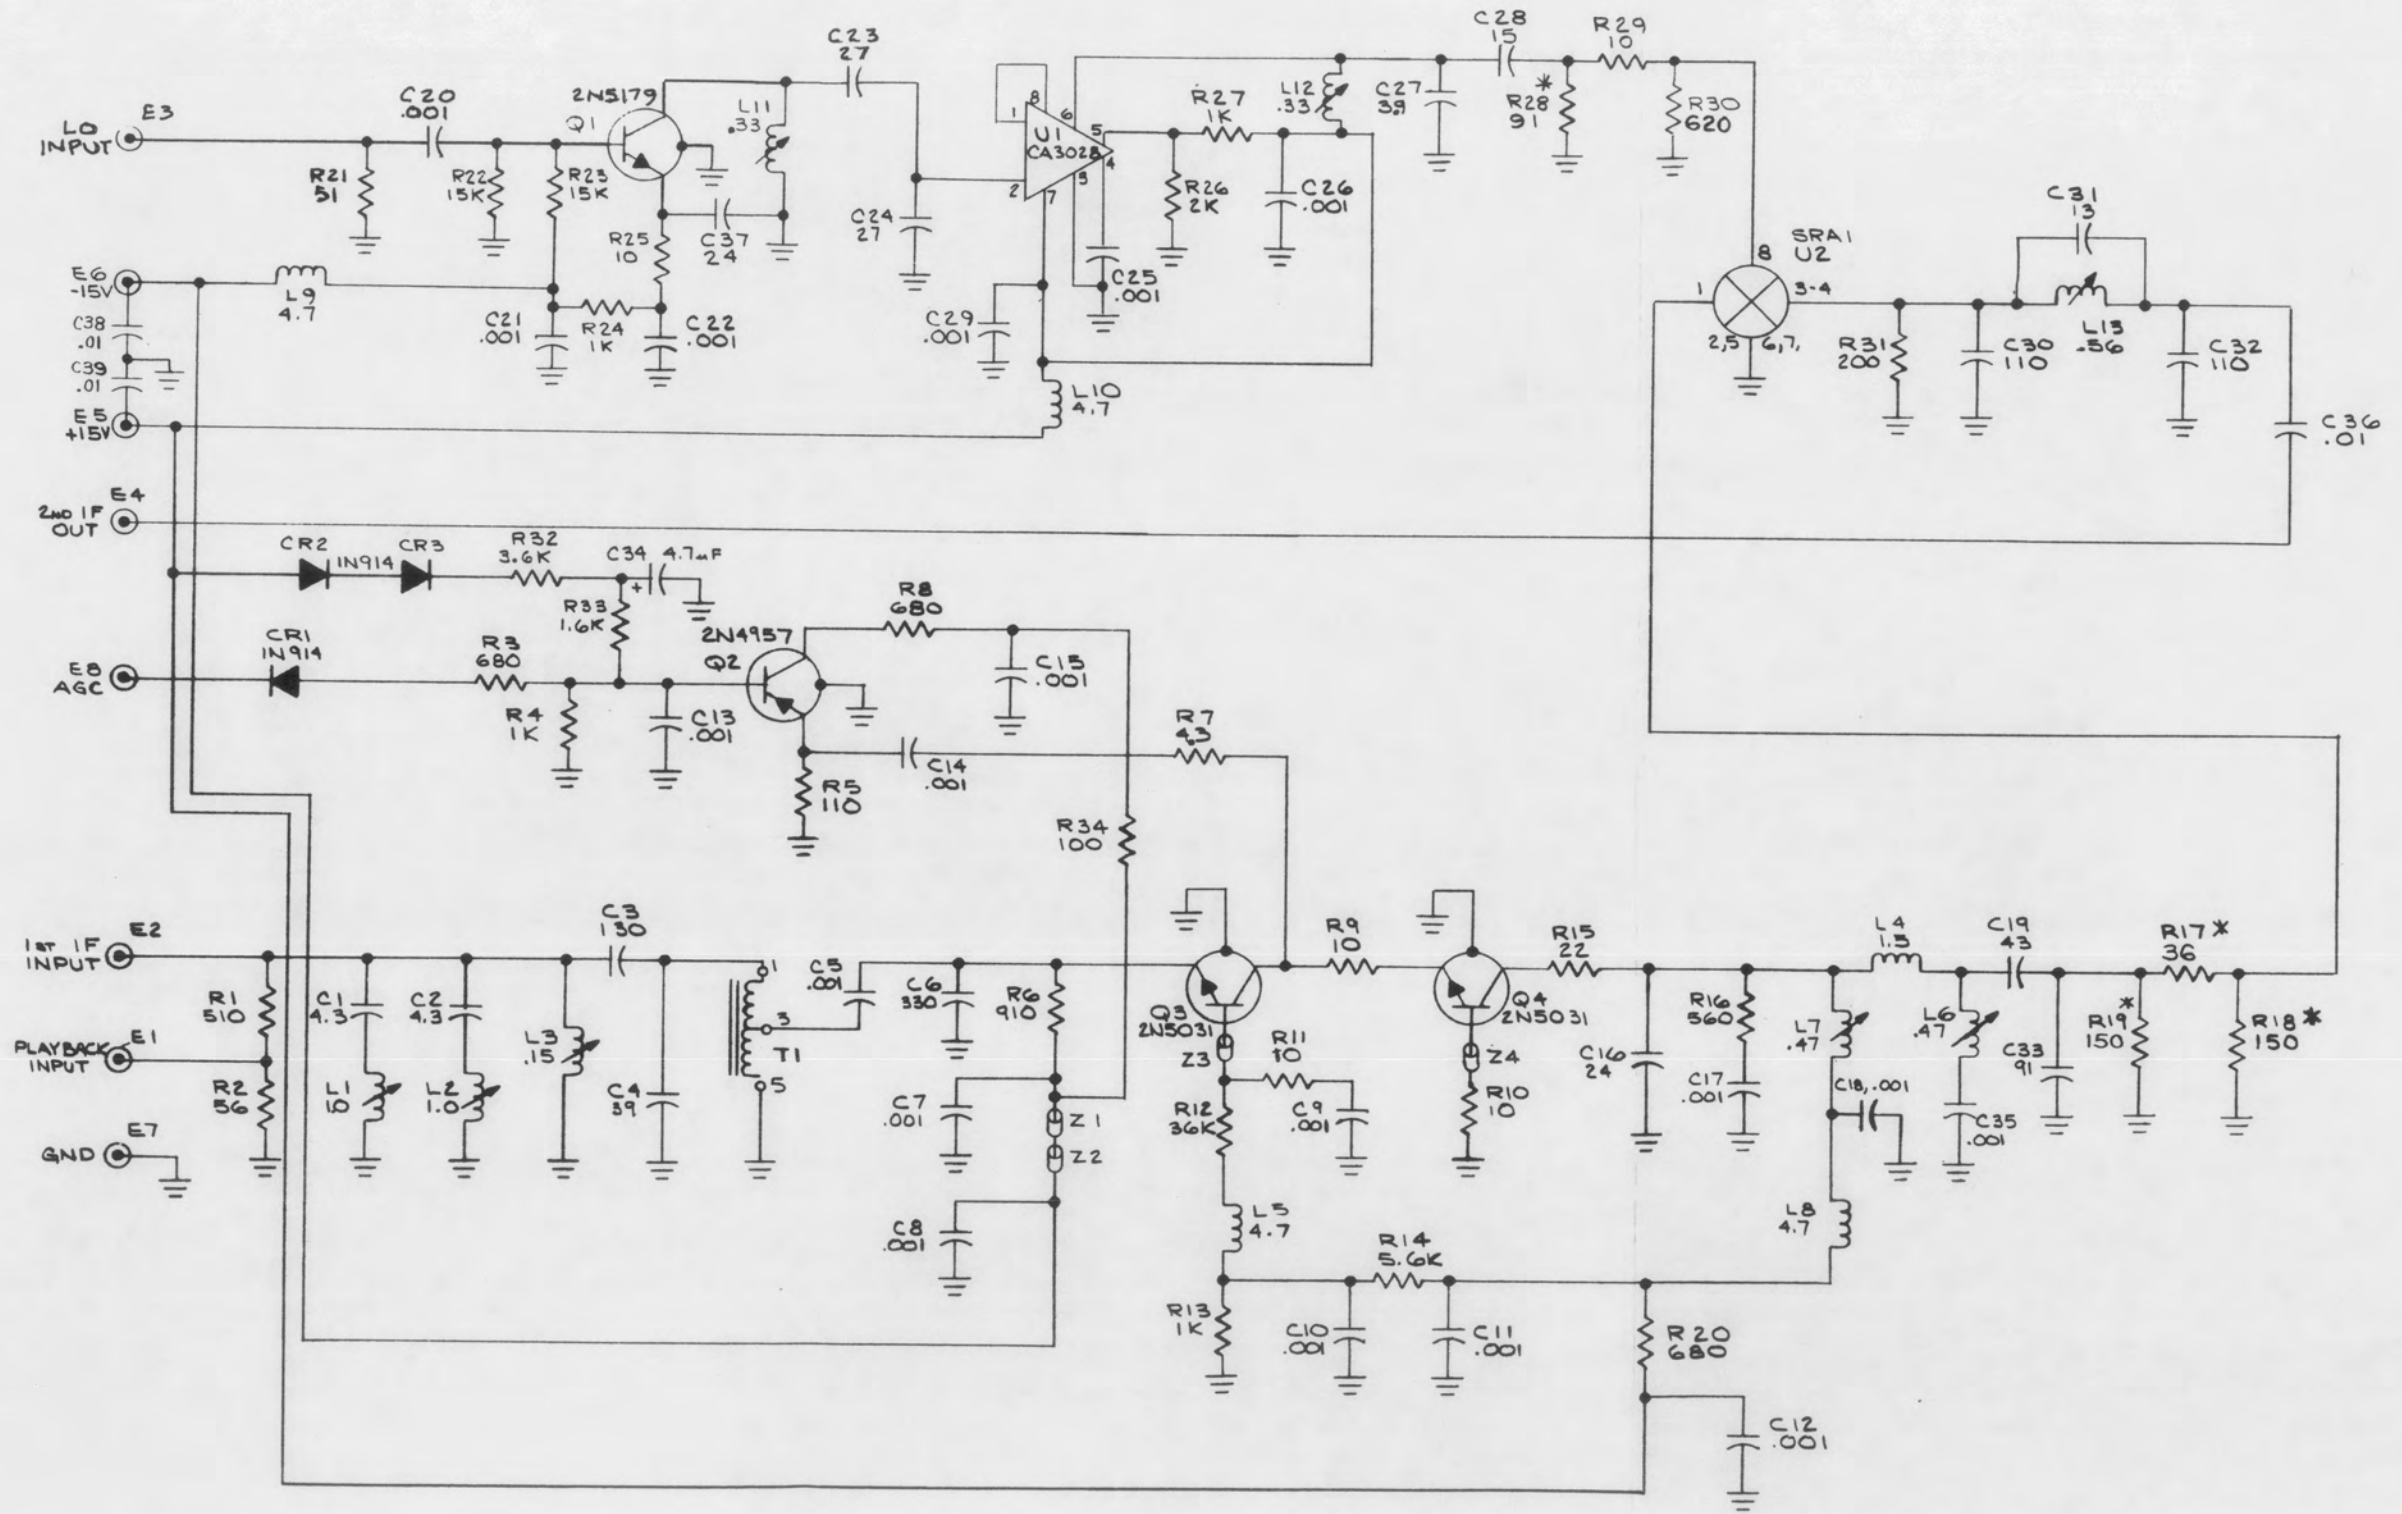 LO
INPUT
E3
C20
.001
R21
51
R22
15K
R23
15K
2N5179
Q1
L11
.33
C23
27
R25
10
C37
24
C24
27
8
1
U1
CA3028
6
5
4
3
2
7
R27
1K
R26
2K
C26
.001
C25
.001
L12
.33
C27
39
C28
15
*
R28
91
R29
10
R30
620
E6
-15V
L9
4.7
C38
.01
C39
.01
E5
+15V
C21
.001
R24
1K
C22
.001
C29
.001
L10
4.7
SRA1
U2
8
1
3-4
2,5
6,7,
R31
200
C30
110
C31
13
L13
.56
C32
110
C36
.01
E4
2ND IF
OUT
CR2
1N914
CR3
R32
3.6K
C34
4.7uF
+
R33
1.6K
CR1
1N914
E8
AGC
R3
680
R4
1K
C13
.001
2N4957
Q2
R8
680
C15
.001
R5
110
C14
.001
R7
4.3
R34
100
1ST IF
INPUT
E2
PLAYBACK
INPUT
E1
GND
E7
R1
510
R2
56
C1
4.3
L1
1.0
C2
4.3
L2
1.0
L3
.15
C3
130
C4
39
1
3
T1
5
C5
.001
C6
330
R6
910
C7
.001
Z1
Z2
C8
.001
Q3
2N5031
Z3
R11
10
R12
36K
C9
.001
L5
4.7
R13
1K
C10
.001
R14
5.6K
C11
.001
R9
10
Q4
2N5031
Z4
R10
10
R15
22
C16
24
R16
560
C17
.001
L7
.47
C18, .001
L8
4.7
L4
1.5
L6
.47
C35
.001
C19
43
C33
91
*
R19
150
R17 *
36
R18 *
150
R20
680
C12
.001